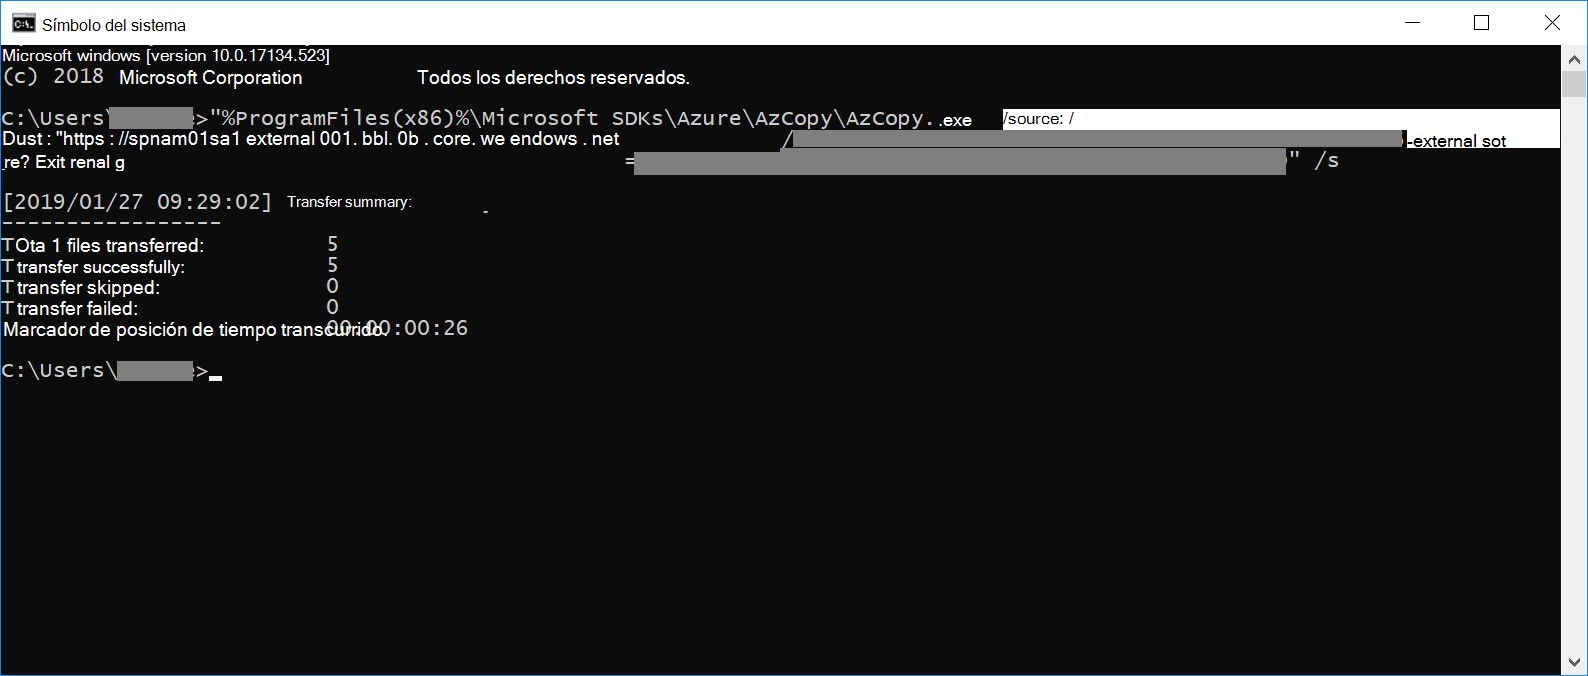 Símbolo del sistema
Microsoft windows [version 10.0.17134.523]
(c) 2018 Microsoft Corporation Todos los derechos reservados.
C:\Users\ >"%ProgramFiles(x86)%\Microsoft SDKs\Azure\AzCopy\AzCopy. .exe /source: /
Dust : "https : //spnam01sa1 external 001. bbl. 0b . core. we endows . net / -external sot
re? Exit renal g = " /s
[2019/01/27 09:29:02] Transfer summary:
-----------------
TOta 1 files transferred: 5
T transfer successfully: 5
T transfer skipped: 0
T transfer failed: 0
Marcador de posición de tiempo transcurrido. 00:00:00:26
C:\Users\ >